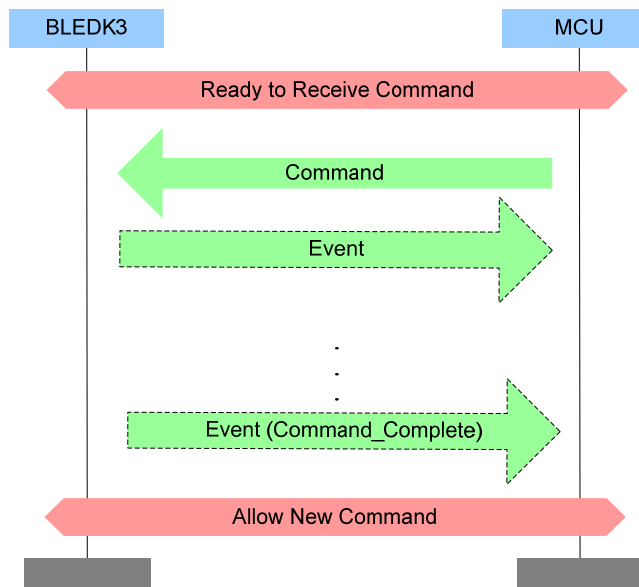 BLEDK3
MCU
Ready to Receive Command
Command
Event
.
.
.
Event (Command_Complete)
Allow New Command